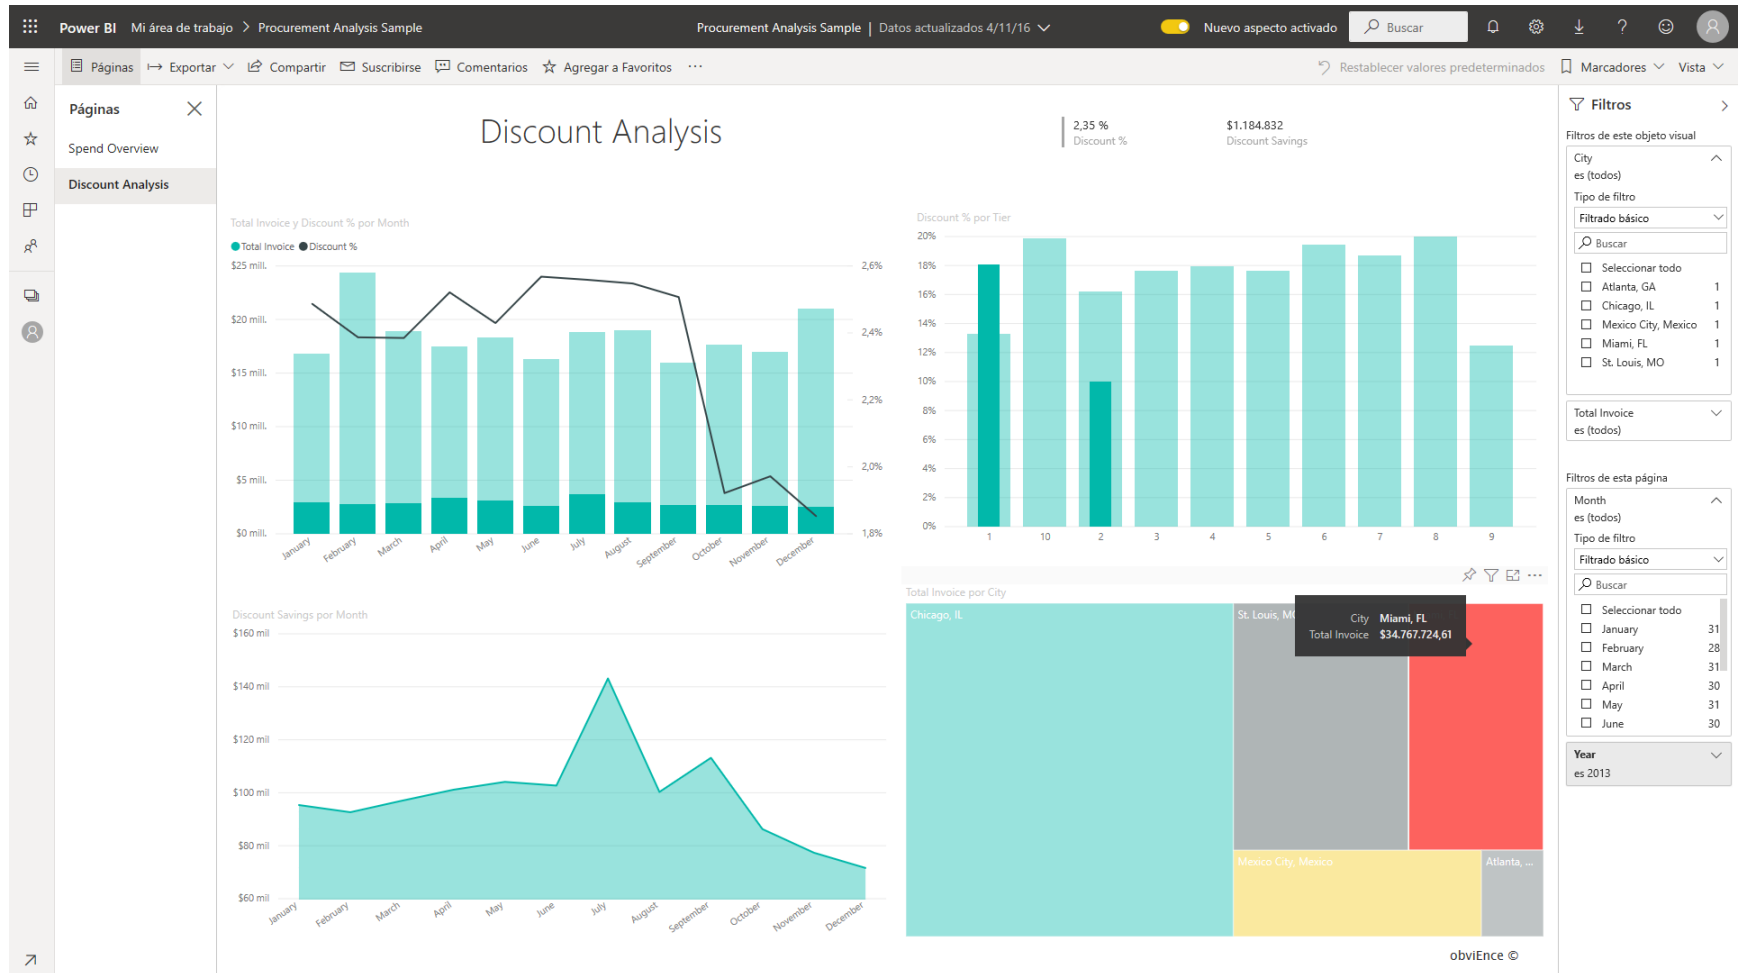 Power BI Mi área de trabajo > Procurement Analysis Sample
Procurement Analysis Sample | Datos actualizados 4/11/16
Nuevo aspecto activado
Buscar
Páginas
Exportar
Compartir
Suscribirse
Comentarios
Agregar a Favoritos
···
Restablecer valores predeterminados
Marcadores
Vista
Páginas
Spend Overview
Discount Analysis
Discount Analysis
2,35 %
Discount %
$1.184.832
Discount Savings
Total Invoice y Discount % por Month
Total Invoice Discount %
$25 mill.
$20 mill.
$15 mill.
$10 mill.
$5 mill.
$0 mill.
2,6%
2,4%
2,2%
2,0%
1,8%
January February March April May June July August September October November December
Discount % por Tier
20%
18%
16%
14%
12%
10%
8%
6%
4%
2%
0%
1 10 2 3 4 5 6 7 8 9
Discount Savings por Month
$160 mil
$140 mil
$120 mil
$100 mil
$80 mil
$60 mil
January February March April May June July August September October November December
Total Invoice por City
Chicago, IL
St. Louis, MO
City Miami, FL
Total Invoice $34.767.724,61
Mexico City, Mexico
Atlanta, ...
obviEnce ©
Filtros
Filtros de este objeto visual
City
es (todos)
Tipo de filtro
Filtrado básico
Buscar
Seleccionar todo
Atlanta, GA 1
Chicago, IL 1
Mexico City, Mexico 1
Miami, FL 1
St. Louis, MO 1
Total Invoice
es (todos)
Filtros de esta página
Month
es (todos)
Tipo de filtro
Filtrado básico
Buscar
Seleccionar todo
January 31
February 28
March 31
April 30
May 31
June 30
Year
es 2013